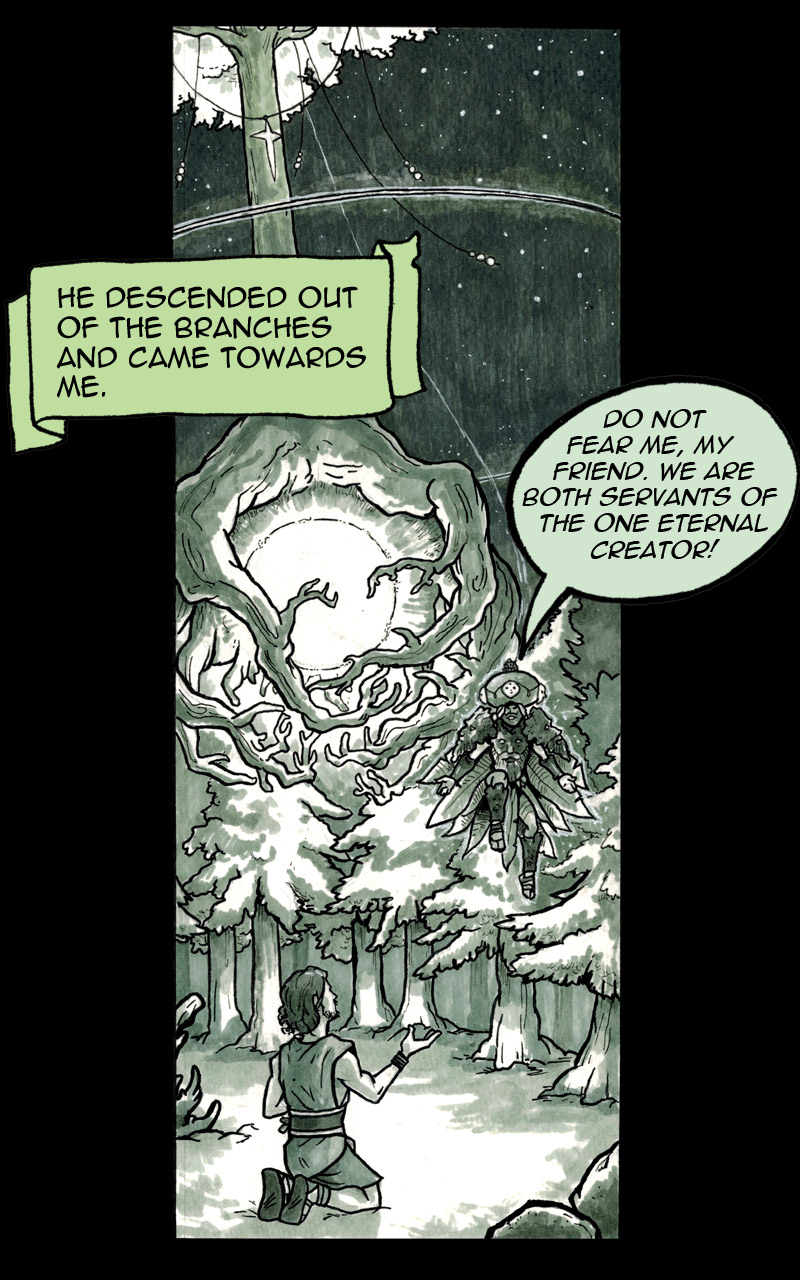 HE DESCENDED OUT
OF THE BRANCHES
AND CAME TOWARDS
ME.
DO NOT
FEAR ME, MY
FRIEND. WE ARE
BOTH SERVANTS OF
THE ONE ETERNAL
CREATOR!